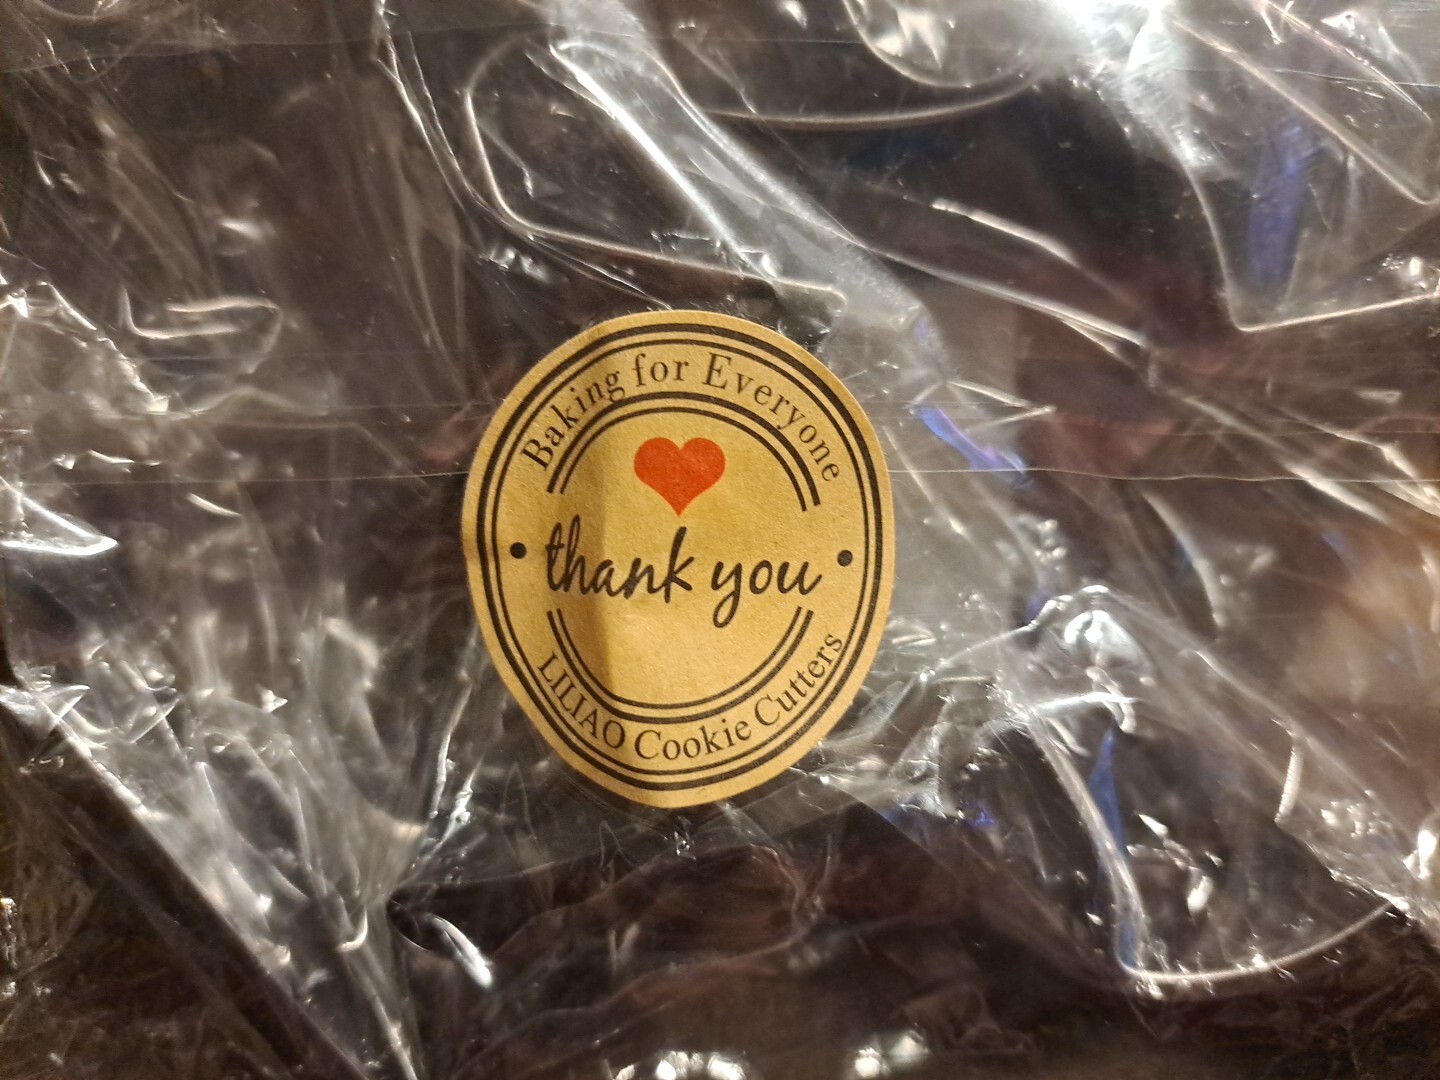 Baking for Everyone
thank you
LILIAO Cookie Cutters